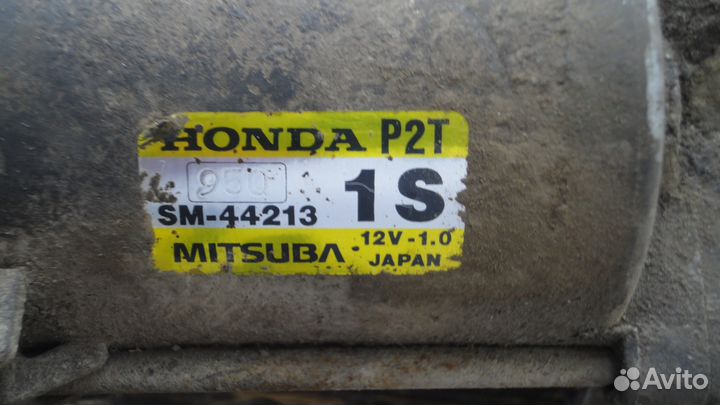 HONDA P2T
950 1S
SM-44213
12V-1.0
MITSUBA JAPAN
Avito